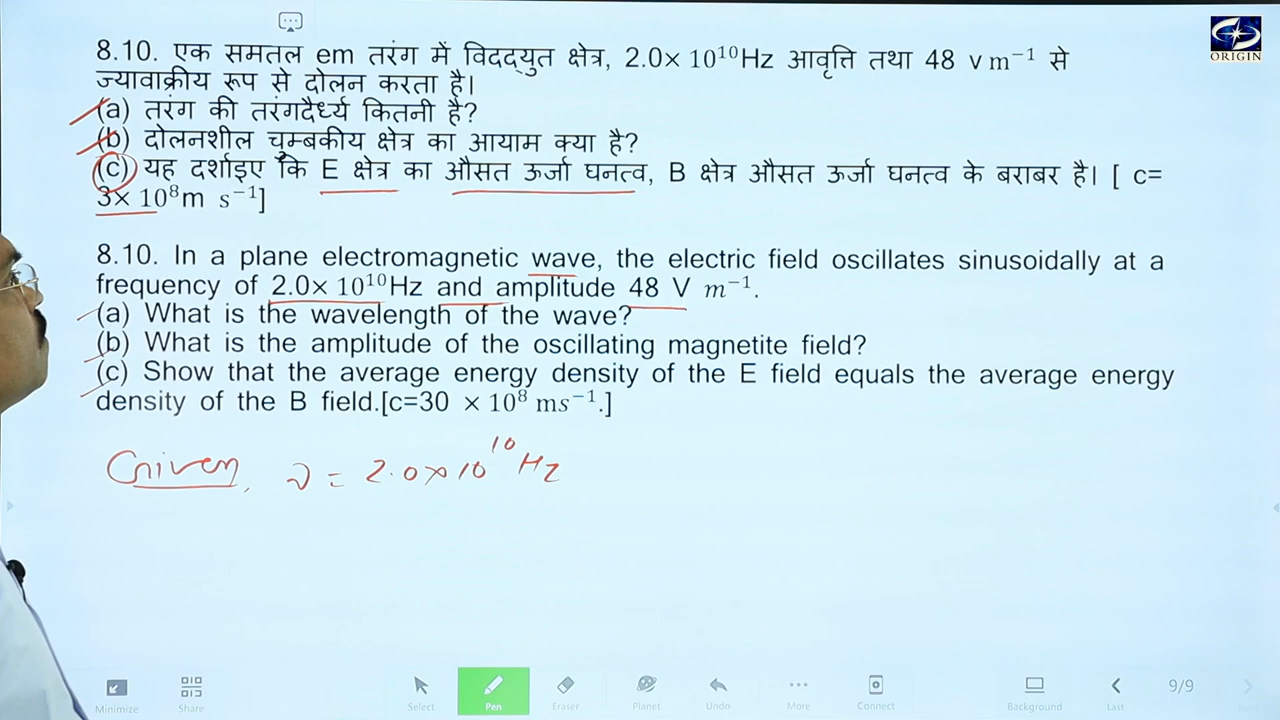 ORIGIN
8.10. एक समतल em तरंग में विदद्युत क्षेत्र, 2.0× 10¹⁰Hz आवृत्ति तथा 48 v m⁻¹ से
ज्यावाक्रीय रूप से दोलन करता है।
(a) तरंग की तरंगदैर्ध्य कितनी है?
(b) दोलनशील चुम्बकीय क्षेत्र का आयाम क्या है?
(c) यह दर्शाइए कि E क्षेत्र का औसत ऊर्जा घनत्व, B क्षेत्र औसत ऊर्जा घनत्व के बराबर है। [ c=
3× 10⁸m s⁻¹]
8.10. In a plane electromagnetic wave, the electric field oscillates sinusoidally at a
frequency of 2.0× 10¹⁰Hz and amplitude 48 V m⁻¹.
(a) What is the wavelength of the wave?
(b) What is the amplitude of the oscillating magnetite field?
(c) Show that the average energy density of the E field equals the average energy
density of the B field.[c=30 × 10⁸ ms⁻¹.]
Given, ν = 2.0×10¹⁰ Hz
Minimize Share Select Pen Eraser Planet Undo More Connect Background Last 9/9